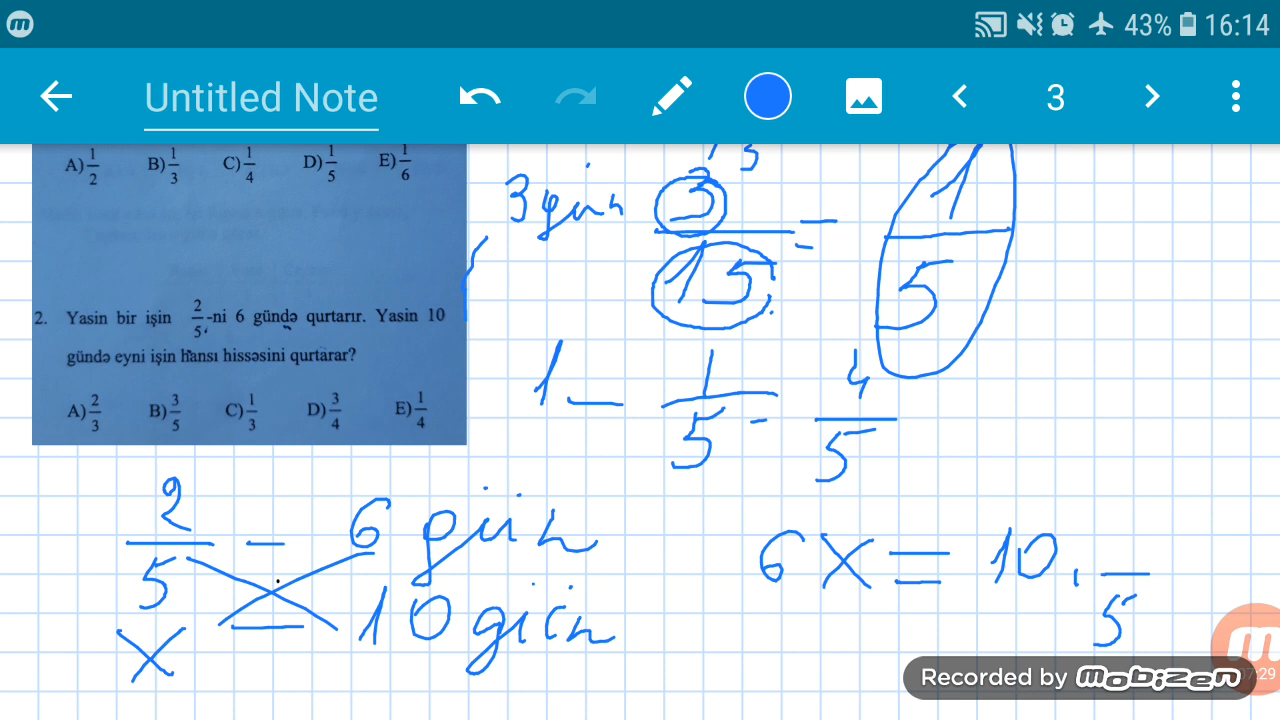 43% 16:14
Untitled Note
3
A) 1/2 B) 1/3 C) 1/4 D) 1/5 E) 1/6
2. Yasin bir işin 2/5-ni 6 gündə qurtarır. Yasin 10
gündə eyni işin hansı hissəsini qurtarar?
A) 2/3 B) 3/5 C) 1/3 D) 3/4 E) 1/4
3 gün 3/15 = 1/5
1 - 1/5 - 4/5
2/5 - 6 gün
x - 10 gün
6x = 10. /5
07:29
Recorded by MOBIZEN